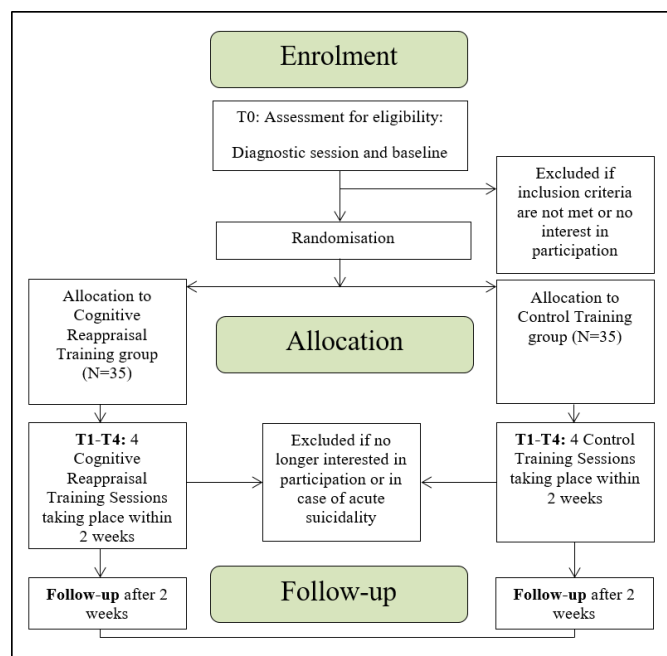 Enrolment
T0: Assessment for eligibility:
Diagnostic session and baseline
Excluded if
inclusion criteria
are not met or no
interest in
participation
Randomisation
Allocation to
Cognitive
Reappraisal
Training group
(N=35)
Allocation
Allocation to
Control Training
group (N=35)
T1-T4: 4
Cognitive
Reappraisal
Training Sessions
taking place within
2 weeks
Excluded if no
longer interested in
participation or in
case of acute
suicidality
T1-T4: 4 Control
Training Sessions
taking place within
2 weeks
Follow-up after 2
weeks
Follow-up
Follow-up after 2
weeks